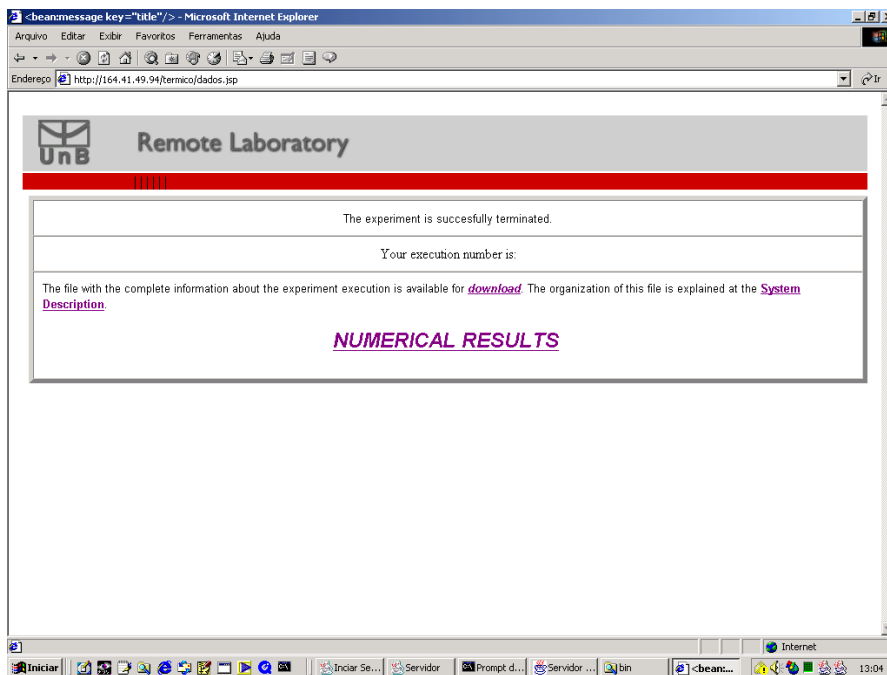 <bean:message key="title"/> - Microsoft Internet Explorer
Arquivo Editar Exibir Favoritos Ferramentas Ajuda
Endereço http://164.41.49.94/termico/dados.jsp Ir
UnB
Remote Laboratory
||||||
The experiment is succesfully terminated.
Your execution number is:
The file with the complete information about the experiment execution is available for download. The organization of this file is explained at the System
Description.
NUMERICAL RESULTS
Internet
Iniciar Inciar Se... Servidor Prompt d... Servidor ... bin <bean:... 13:04